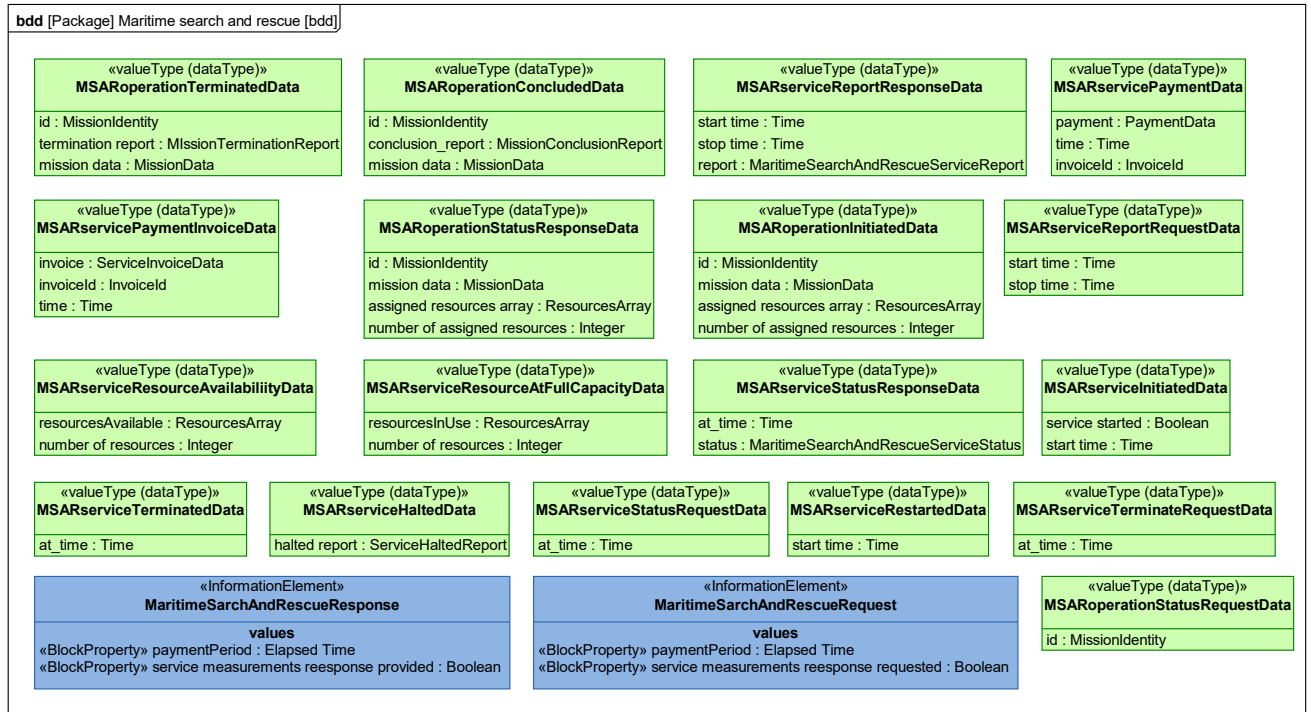 bdd [Package] Maritime search and rescue [bdd]
«valueType (dataType)»
MSARoperationTerminatedData
id : MissionIdentity
termination report : MIssionTerminationReport
mission data : MissionData
«valueType (dataType)»
MSARoperationConcludedData
id : MissionIdentity
conclusion_report : MissionConclusionReport
mission data : MissionData
«valueType (dataType)»
MSARserviceReportResponseData
start time : Time
stop time : Time
report : MaritimeSearchAndRescueServiceReport
«valueType (dataType)»
MSARservicePaymentData
payment : PaymentData
time : Time
invoiceId : InvoiceId
«valueType (dataType)»
MSARservicePaymentInvoiceData
invoice : ServiceInvoiceData
invoiceId : InvoiceId
time : Time
«valueType (dataType)»
MSARoperationStatusResponseData
id : MissionIdentity
mission data : MissionData
assigned resources array : ResourcesArray
number of assigned resources : Integer
«valueType (dataType)»
MSARoperationInitiatedData
id : MissionIdentity
mission data : MissionData
assigned resources array : ResourcesArray
number of assigned resources : Integer
«valueType (dataType)»
MSARserviceReportRequestData
start time : Time
stop time : Time
«valueType (dataType)»
MSARserviceResourceAvailabiliityData
resourcesAvailable : ResourcesArray
number of resources : Integer
«valueType (dataType)»
MSARserviceResourceAtFullCapacityData
resourcesInUse : ResourcesArray
number of resources : Integer
«valueType (dataType)»
MSARserviceStatusResponseData
at_time : Time
status : MaritimeSearchAndRescueServiceStatus
«valueType (dataType)»
MSARserviceInitiatedData
service started : Boolean
start time : Time
«valueType (dataType)»
MSARserviceTerminatedData
at_time : Time
«valueType (dataType)»
MSARserviceHaltedData
halted report : ServiceHaltedReport
«valueType (dataType)»
MSARserviceStatusRequestData
at_time : Time
«valueType (dataType)»
MSARServiceRestartedData
start time : Time
«valueType (dataType)»
MSARserviceTerminateRequestData
at_time : Time
«InformationElement»
MaritimeSarchAndRescueResponse
values
«BlockProperty» paymentPeriod : Elapsed Time
«BlockProperty» service measurements reesponse provided : Boolean
«InformationElement»
MaritimeSarchAndRescueRequest
values
«BlockProperty» paymentPeriod : Elapsed Time
«BlockProperty» service measurements reesponse requested : Boolean
«valueType (dataType)»
MSARoperationStatusRequestData
id : MissionIdentity